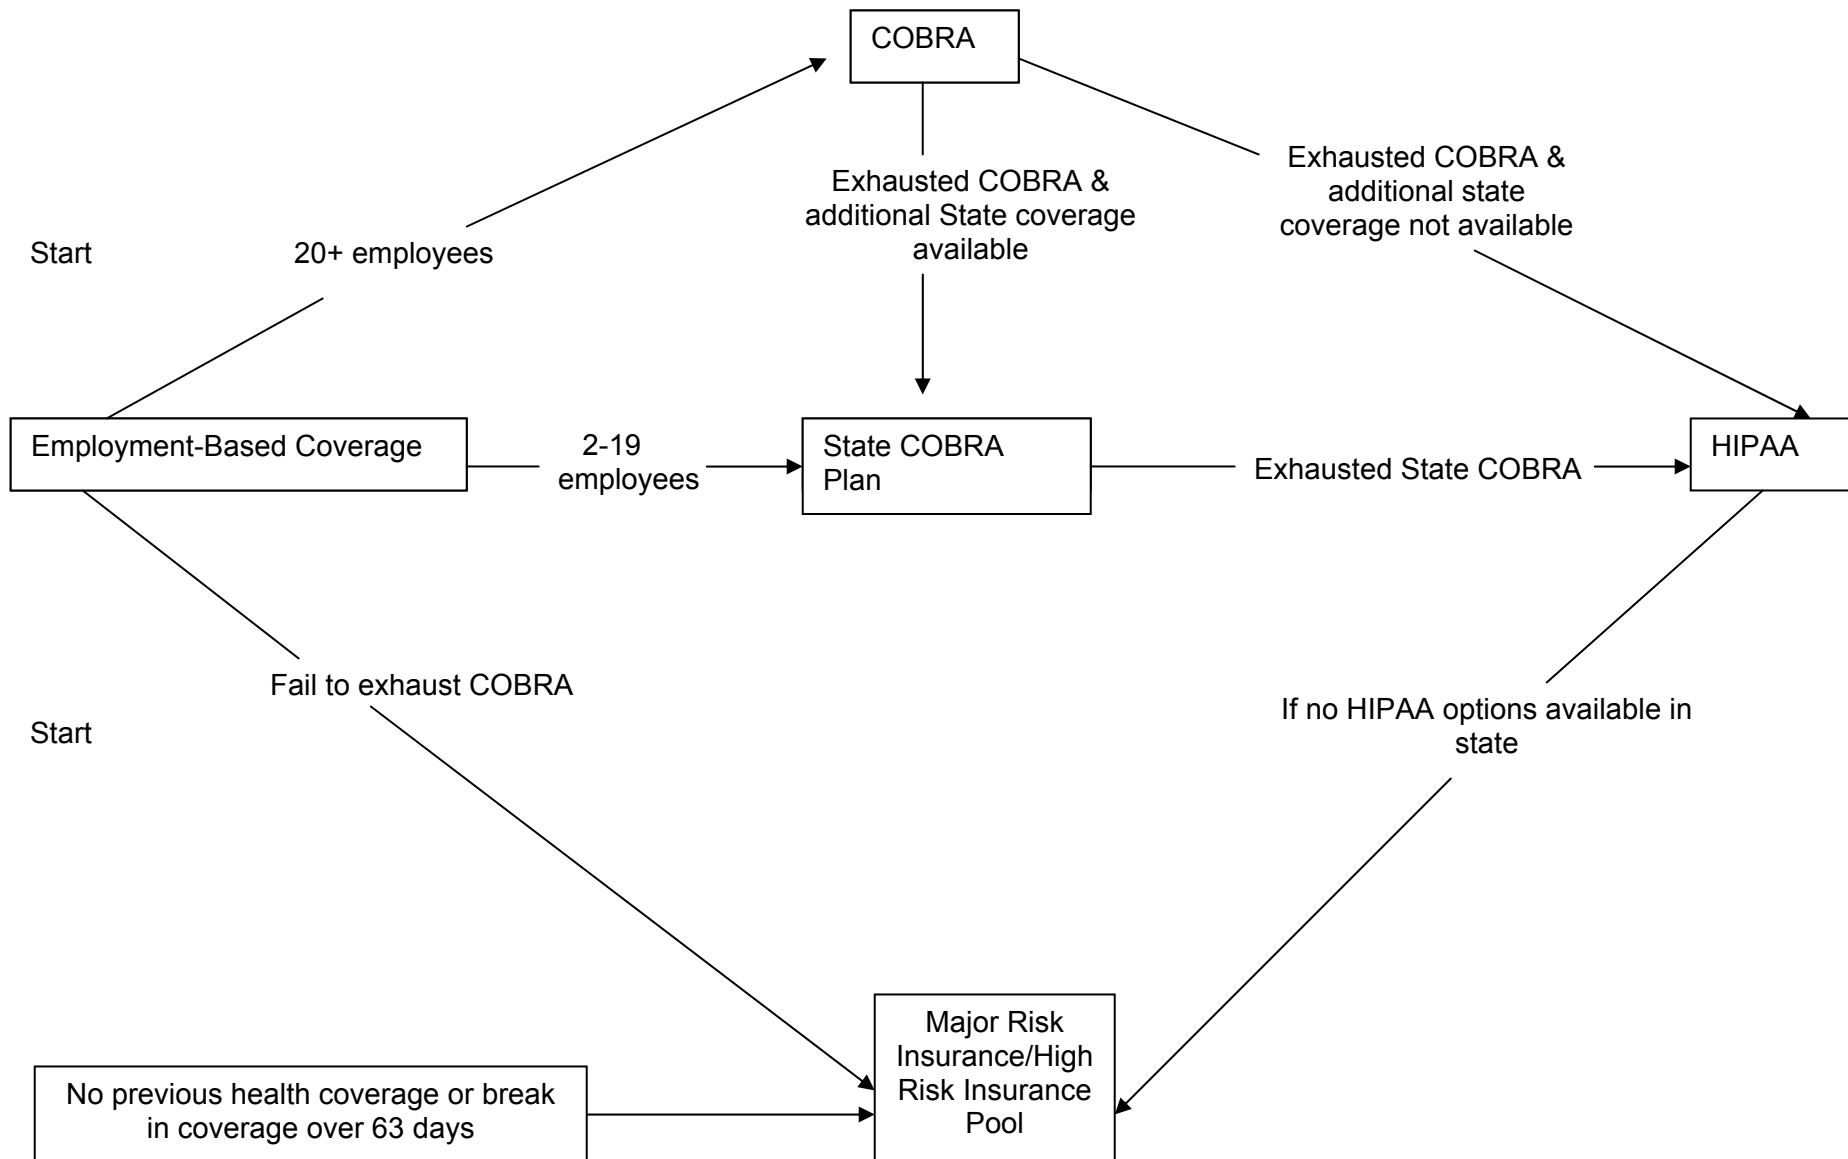 COBRA
Exhausted COBRA &
additional state
coverage not available
Exhausted COBRA &
additional State coverage
available
Start
20+ employees
Employment-Based Coverage
2-19
employees
State COBRA
Plan
Exhausted State COBRA
HIPAA
Fail to exhaust COBRA
If no HIPAA options available in
state
Start
Major Risk
Insurance/High
Risk Insurance
Pool
No previous health coverage or break
in coverage over 63 days